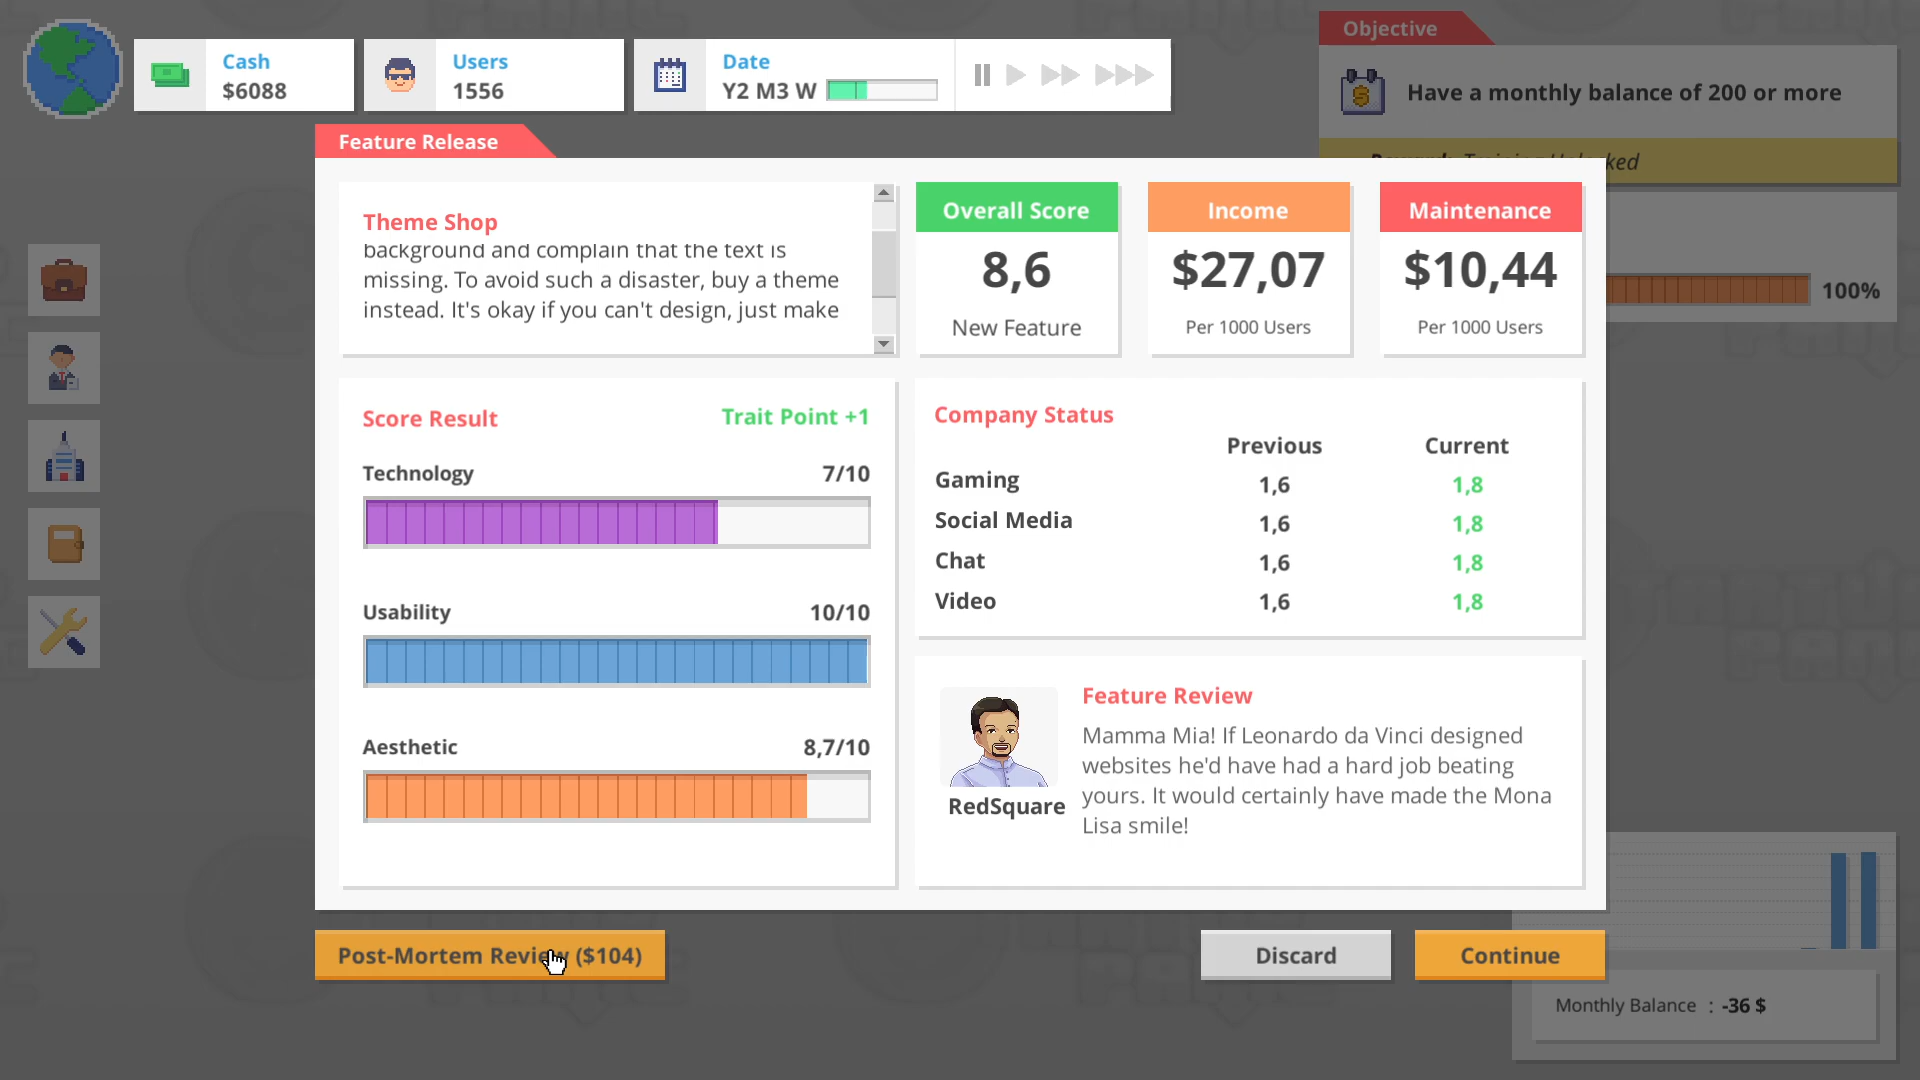 Cash
$6088
Users
1556
Date
Y2 M3 W
Objective
Have a monthly balance of 200 or more
Feature Release
Theme Shop
background and complain that the text is
missing. To avoid such a disaster, buy a theme
instead. It's okay if you can't design, just make
Overall Score
8,6
New Feature
Income
$27,07
Per 1000 Users
Maintenance
$10,44
Per 1000 Users
100%
Score Result
Trait Point +1
Technology
7/10
Usability
10/10
Aesthetic
8,7/10
Company Status
Previous Current
Gaming 1,6 1,8
Social Media 1,6 1,8
Chat 1,6 1,8
Video 1,6 1,8
RedSquare
Feature Review
Mamma Mia! If Leonardo da Vinci designed
websites he'd have had a hard job beating
yours. It would certainly have made the Mona
Lisa smile!
Post-Mortem Review ($104)
Discard
Continue
Monthly Balance : -36 $